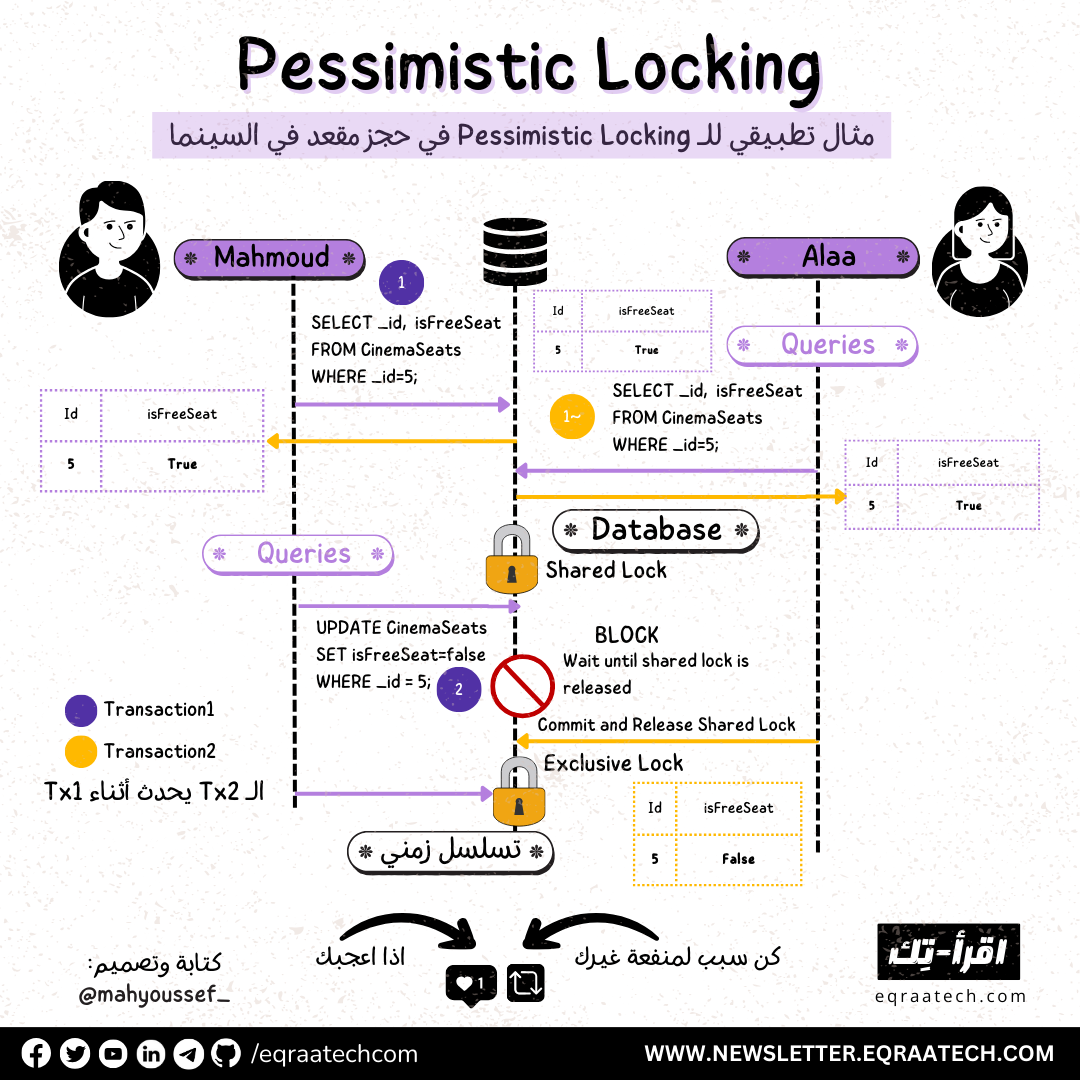 Pessimistic Locking
مثال تطبيقي للـ Pessimistic Locking في حجز مقعد في السينما
Mahmoud
Alaa
1
SELECT _id, isFreeSeat
FROM CinemaSeats
WHERE _id=5;
Id isFreeSeat
5 True
Queries
1~
SELECT _id, isFreeSeat
FROM CinemaSeats
WHERE _id=5;
Id isFreeSeat
5 True
Id isFreeSeat
5 True
Database
Shared Lock
Queries
UPDATE CinemaSeats
SET isFreeSeat=false
WHERE _id = 5;
2
BLOCK
Wait until shared lock is
released
Commit and Release Shared Lock
Exclusive Lock
Transaction1
Transaction2
الـ Tx2 يحدث أثناء Tx1
Id isFreeSeat
5 False
تسلسل زمني
كتابة وتصميم:
@mahyoussef_
اذا اعجبك
1
كن سبب لمنفعة غيرك
اقرأ-تِك
eqraatech.com
/eqraatechcom
WWW.NEWSLETTER.EQRAATECH.COM